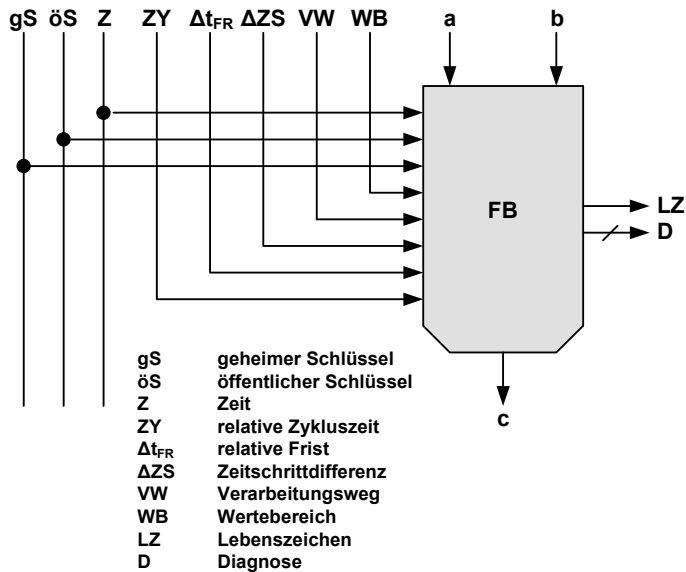 gS öS Z ZY Δt_FR ΔZS VW WB a b
FB
LZ
D
c
gS geheimer Schlüssel
öS öffentlicher Schlüssel
Z Zeit
ZY relative Zykluszeit
Δt_FR relative Frist
ΔZS Zeitschrittdifferenz
VW Verarbeitungsweg
WB Wertebereich
LZ Lebenszeichen
D Diagnose